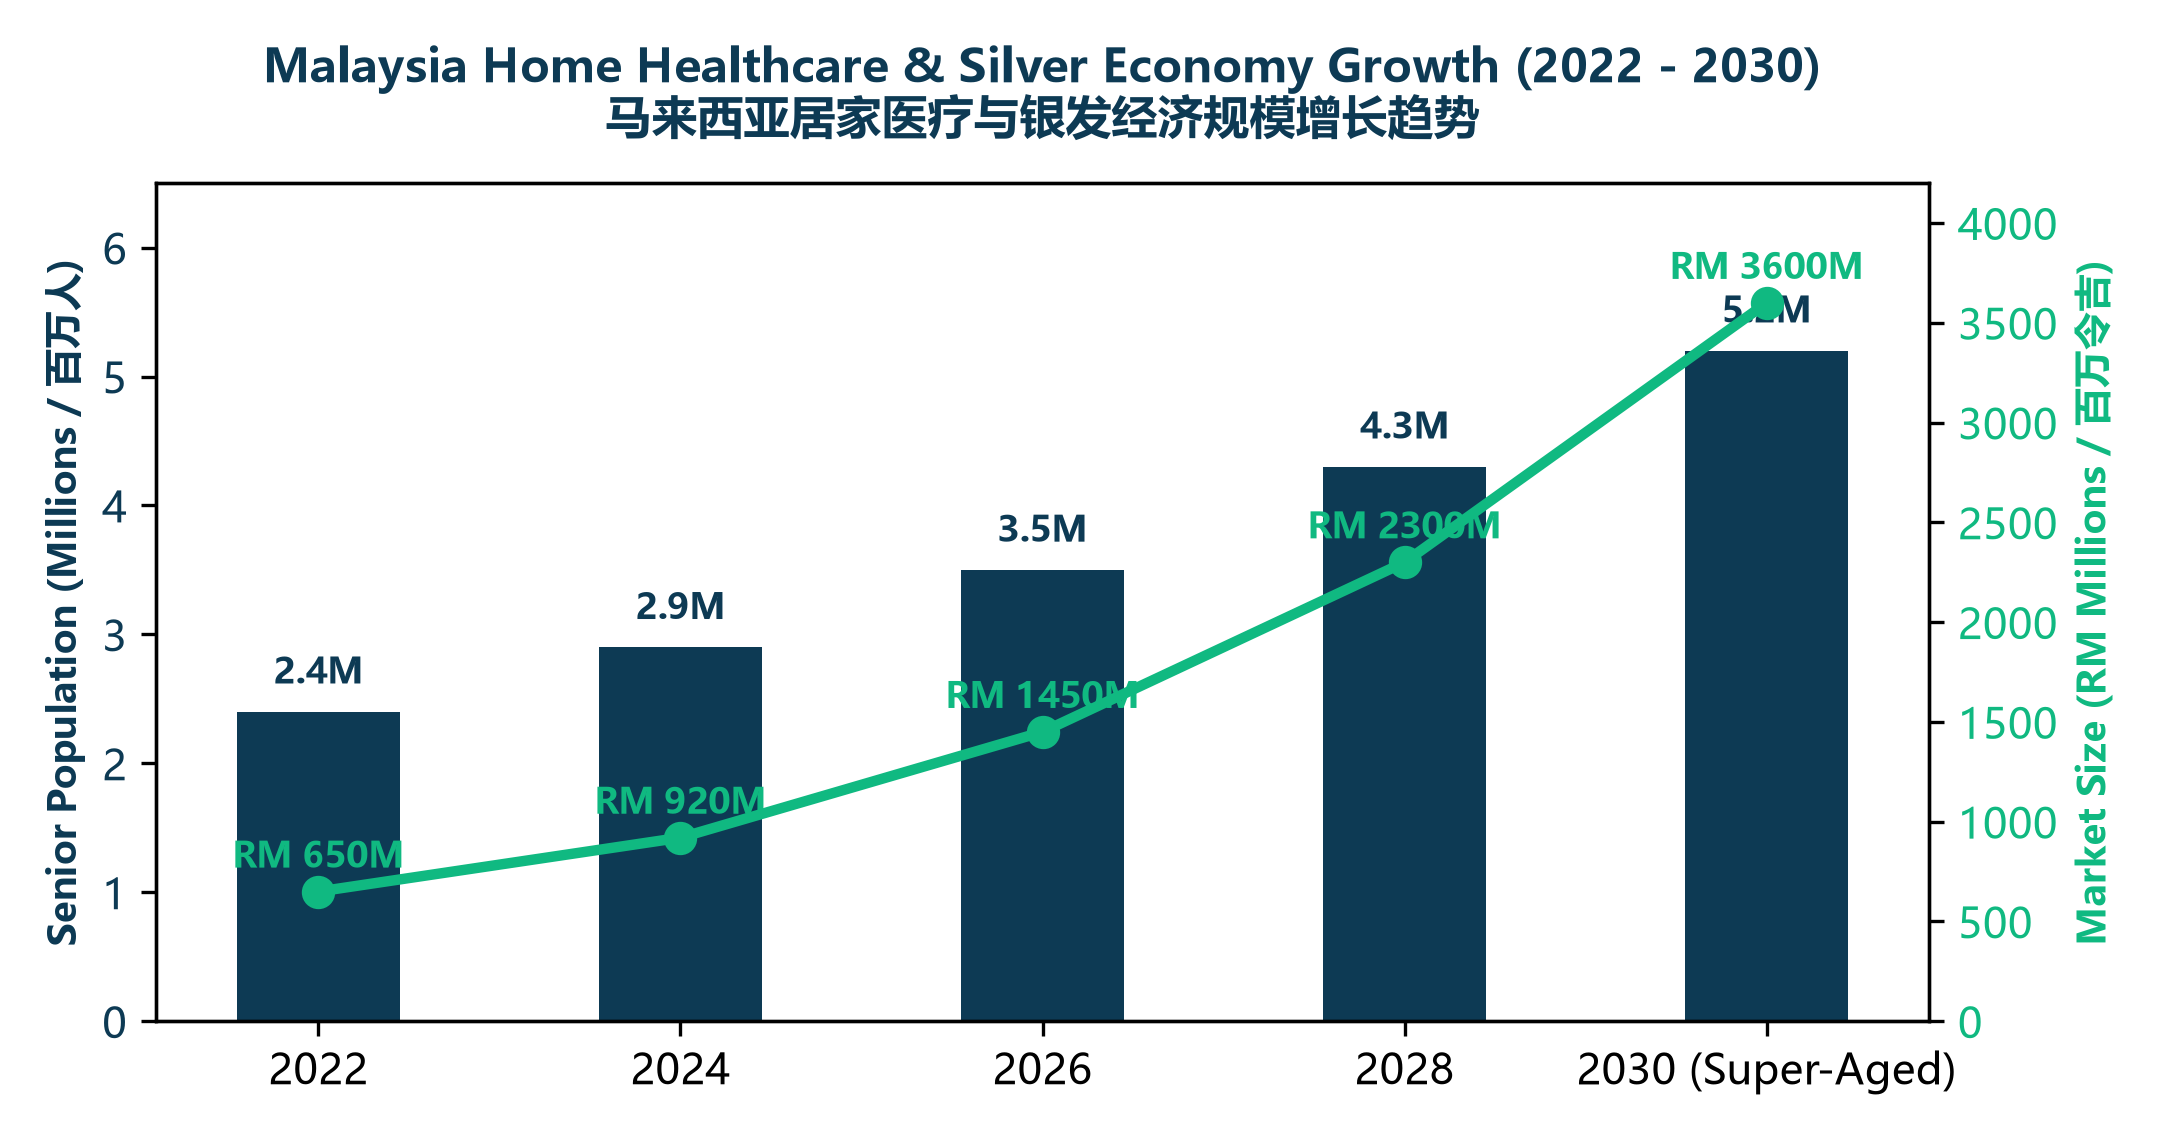 Malaysia Home Healthcare & Silver Economy Growth (2022 - 2030)
马来西亚居家医疗与银发经济规模增长趋势
Senior Population (Millions / 百万人)
6
5
4
3
2
1
0
2.4M
2.9M
3.5M
4.3M
5.2M
RM 650M
RM 920M
RM 1450M
RM 2300M
RM 3600M
4000
3500
3000
2500
2000
1500
1000
500
0
Market Size (RM Millions / 百万令吉)
2022
2024
2026
2028
2030 (Super-Aged)